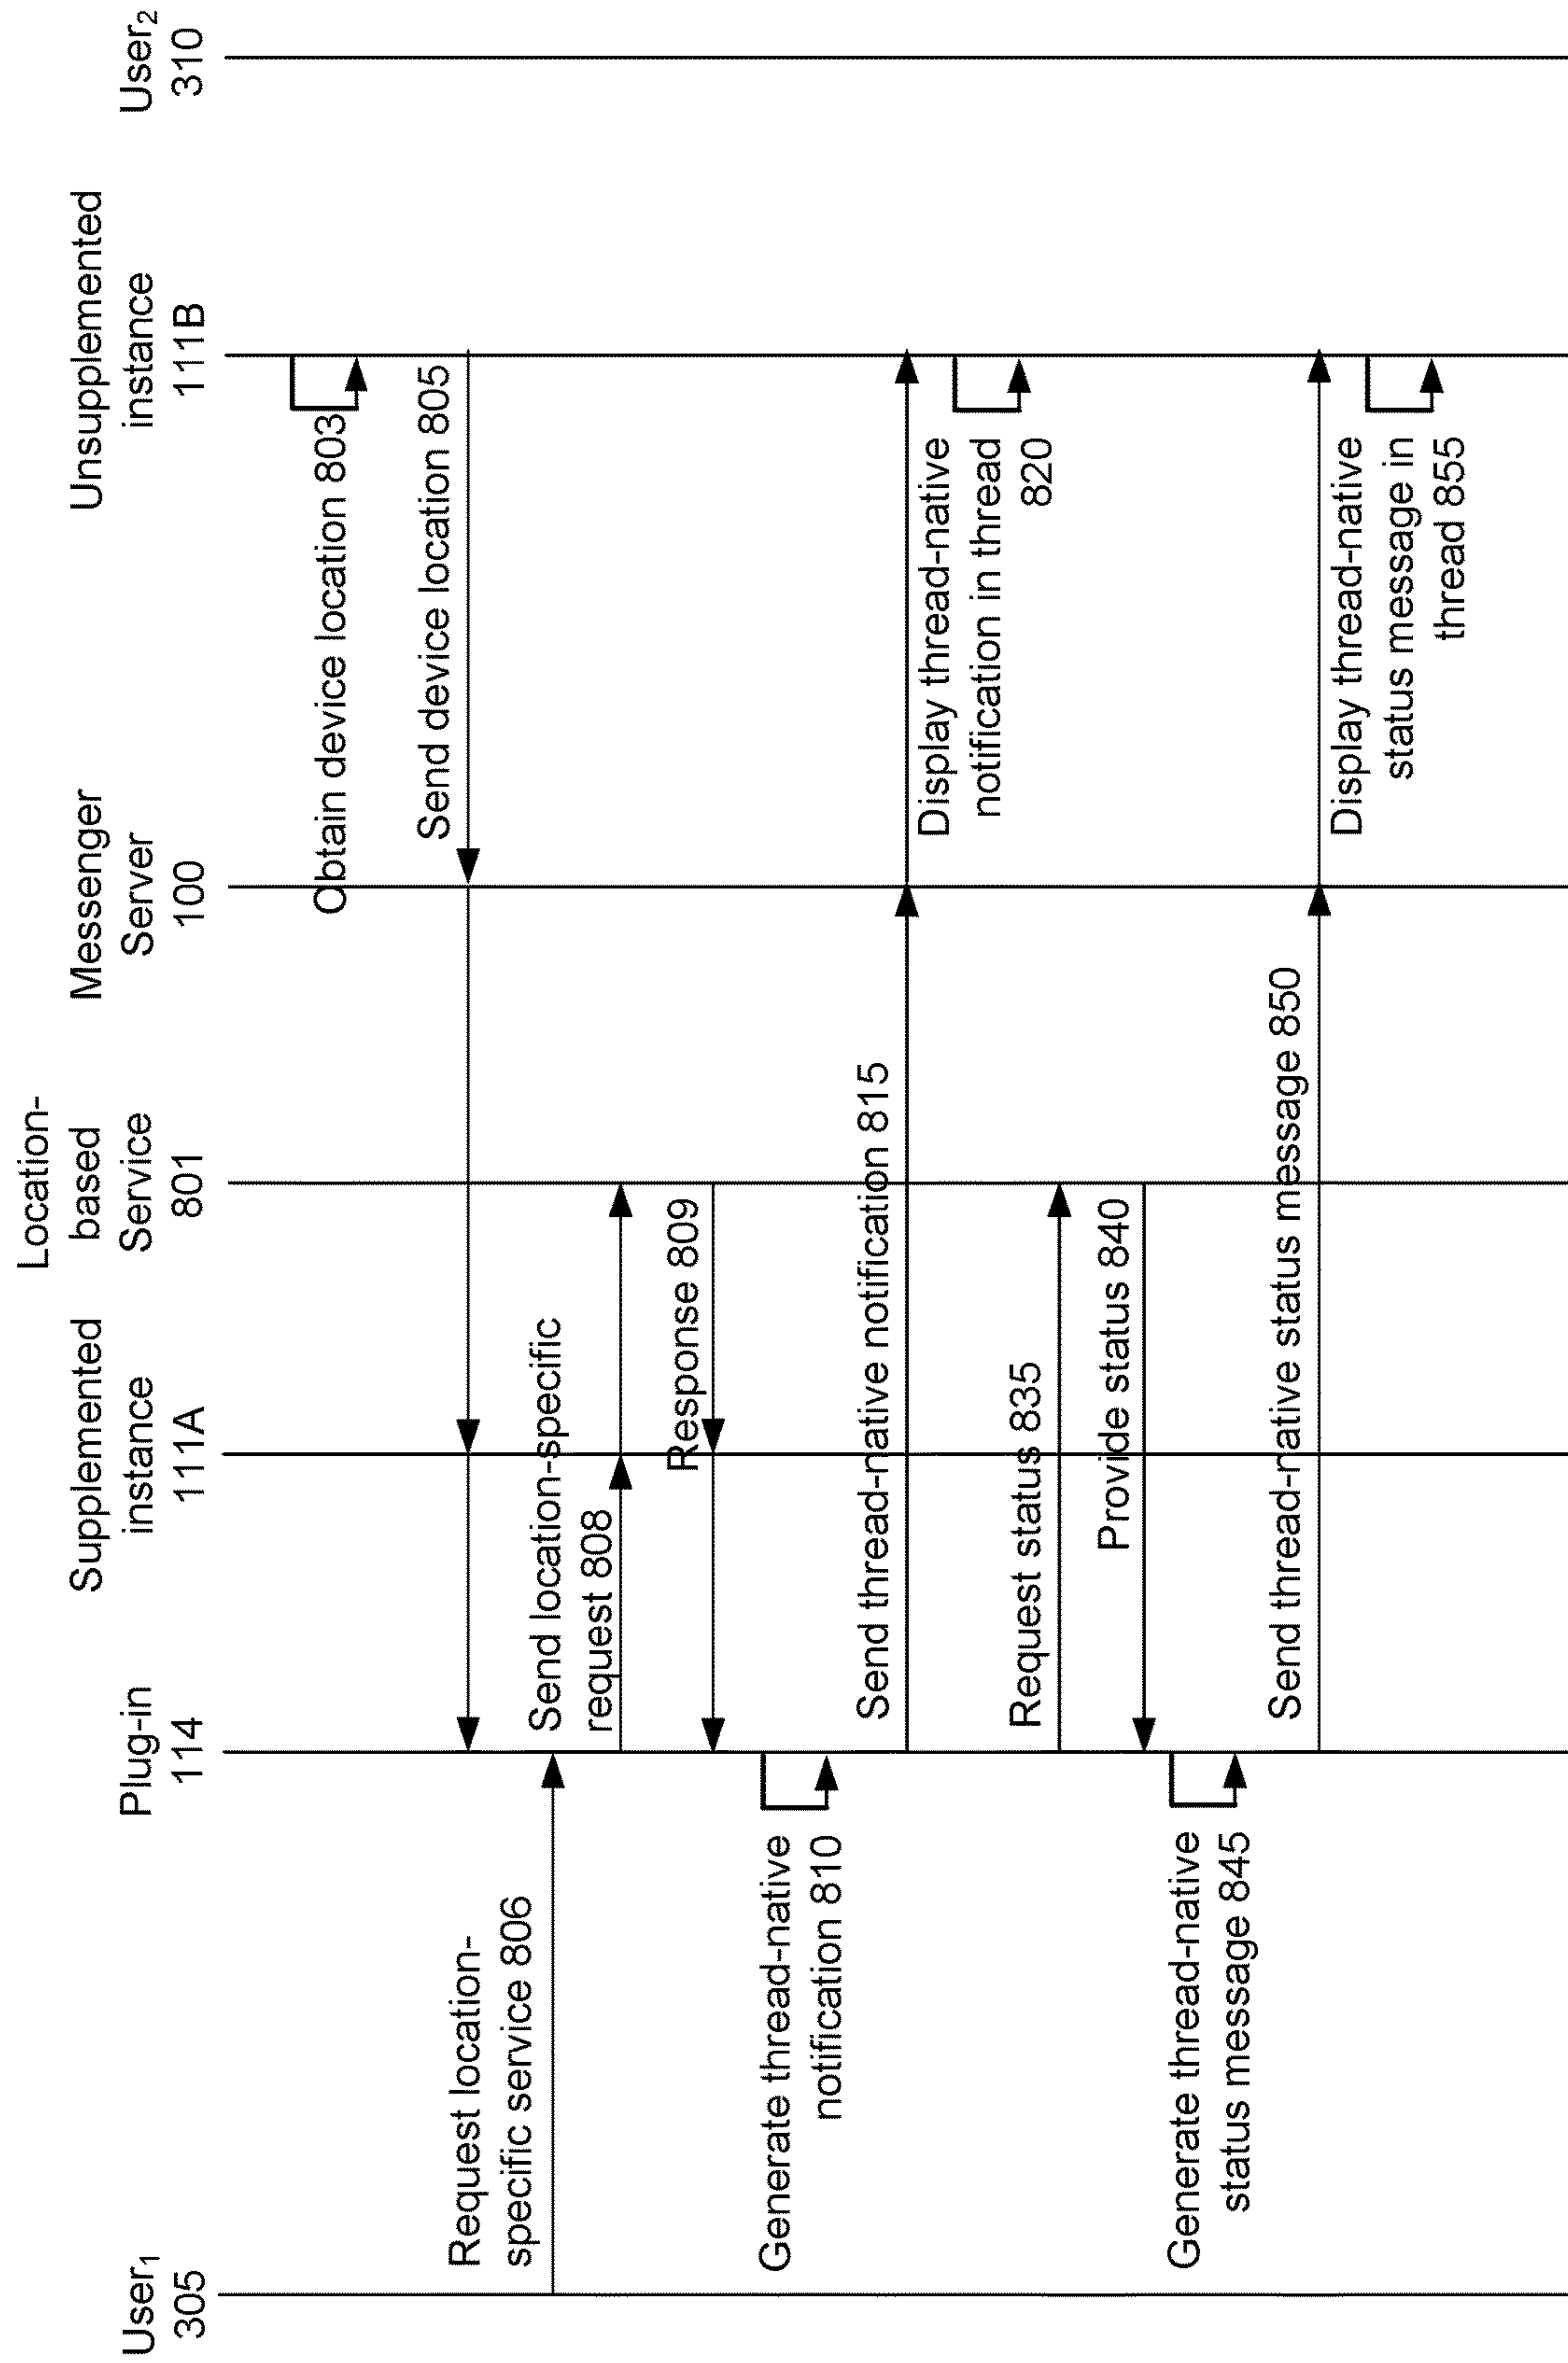 User₁
305
Plug-in
114
Supplemented
instance
111A
Location-
based
Service
801
Messenger
Server
100
Unsupplemented
instance
111B
User₂
310
Obtain device location 803
Send device location 805
Request location-
specific service 806
Send location-specific
request 808
Response 809
Generate thread-native
notification 810
Send thread-native notification 815
Display thread-native
notification in thread
820
Request status 835
Provide status 840
Generate thread-native
status message 845
Send thread-native status message 850
Display thread-native
status message in
thread 855